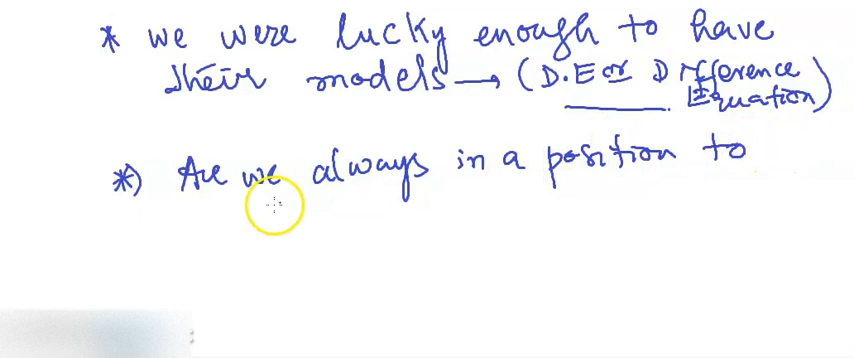 * we were lucky enough to have
their models → (D.E or Difference
Equation)
*) Are we always in a position to